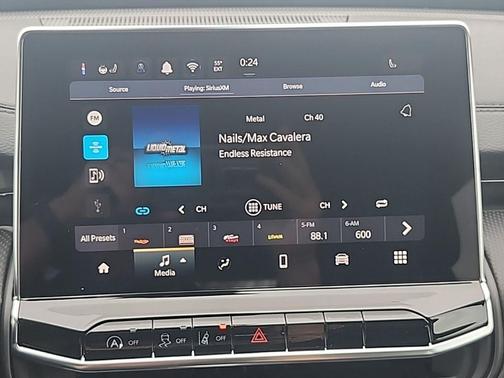 55°
EXT
0:24
Source Playing: SiriusXM Browse Audio
FM
Metal Ch 40
Nails/Max Cavalera
Endless Resistance
LIQUID METAL
CH TUNE CH
All Presets 1 2 3 4 5-FM 6-AM
88.1 600
Media
A OFF OFF OFF